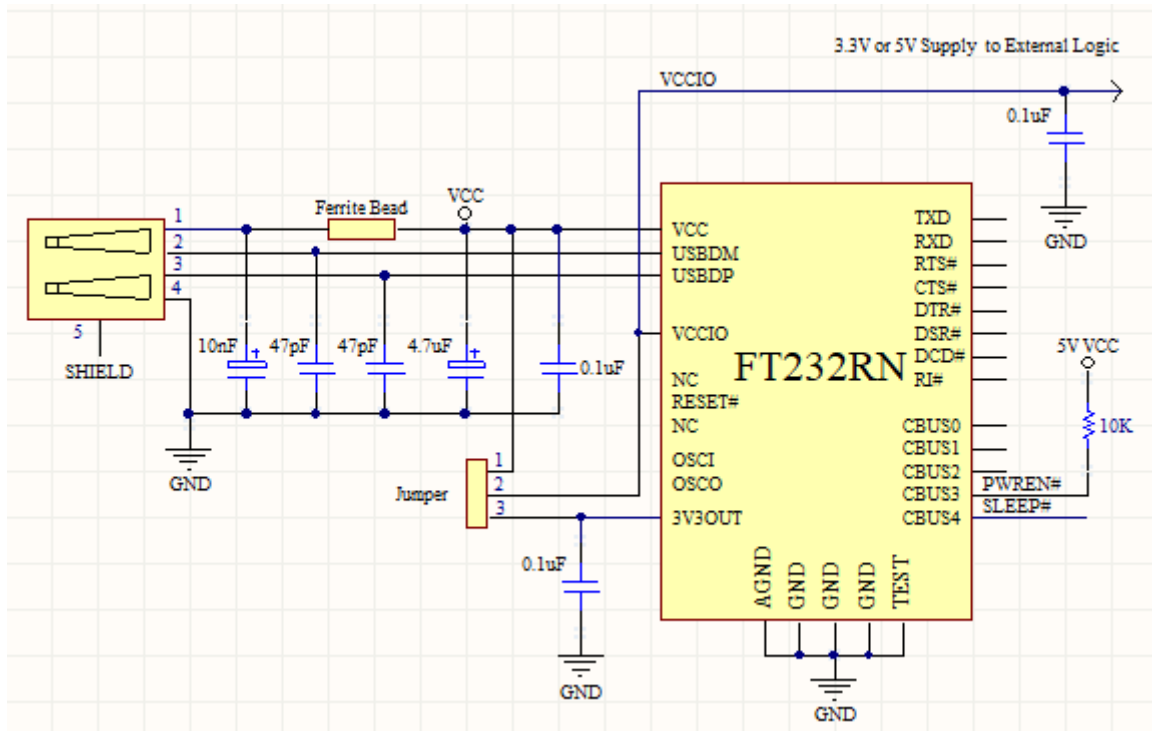 3.3V or 5V Supply to External Logic
VCCIO
0.1uF
GND
VCC
Ferrite Bead
1
2
3
4
5
SHIELD
10nF
+
47pF
47pF
4.7uF
+
0.1uF
GND
Jumper
1
2
3
0.1uF
GND
FT232RN
VCC
USBDM
USBDP
VCCIO
NC
RESET#
NC
OSCI
OSCO
3V3OUT
TXD
RXD
RTS#
CTS#
DTR#
DSR#
DCD#
RI#
CBUS0
CBUS1
CBUS2
CBUS3
CBUS4
PWREN#
SLEEP#
5V VCC
10K
AGND
GND
GND
GND
TEST
GND